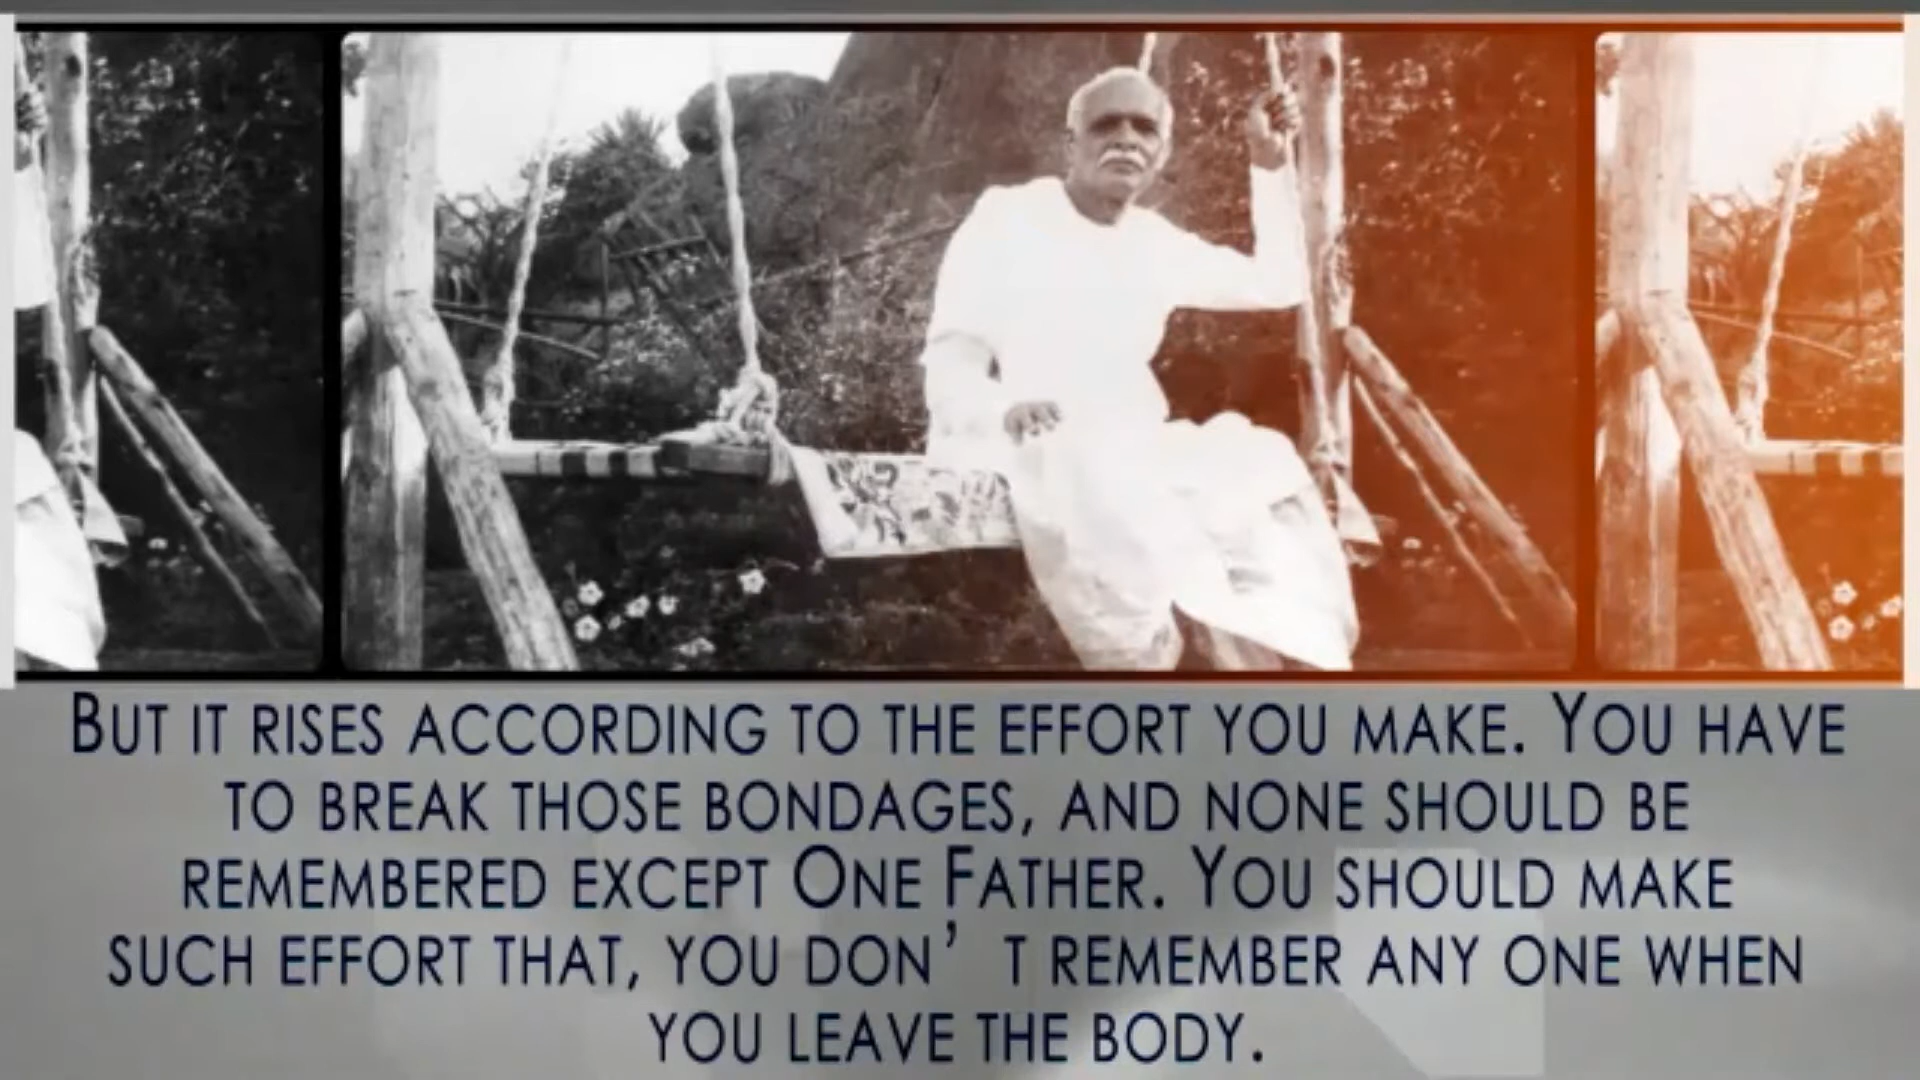 But it rises according to the effort you make. You have
to break those bondages, and none should be
remembered except One Father. You should make
such effort that, you don’ t remember any one when
you leave the body.